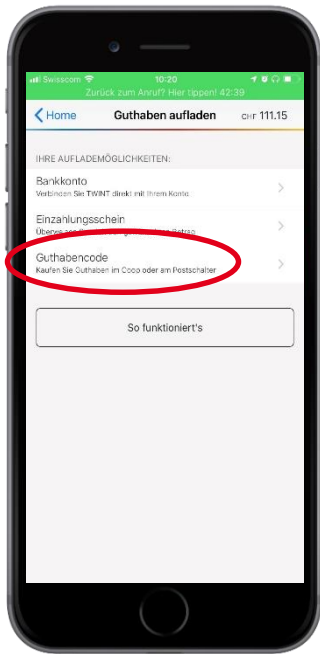 Swisscom 10:20
Zurück zum Anruf? Hier tippen! 42:39
Home Guthaben aufladen CHF 111.15
IHRE AUFLADEMÖGLICHKEITEN:
Bankkonto
Verbinden Sie TWINT direkt mit Ihrem Konto.
Einzahlungsschein
Betrag
Guthabencode
Kaufen Sie Guthaben im Coop oder am Postschalter
So funktioniert's